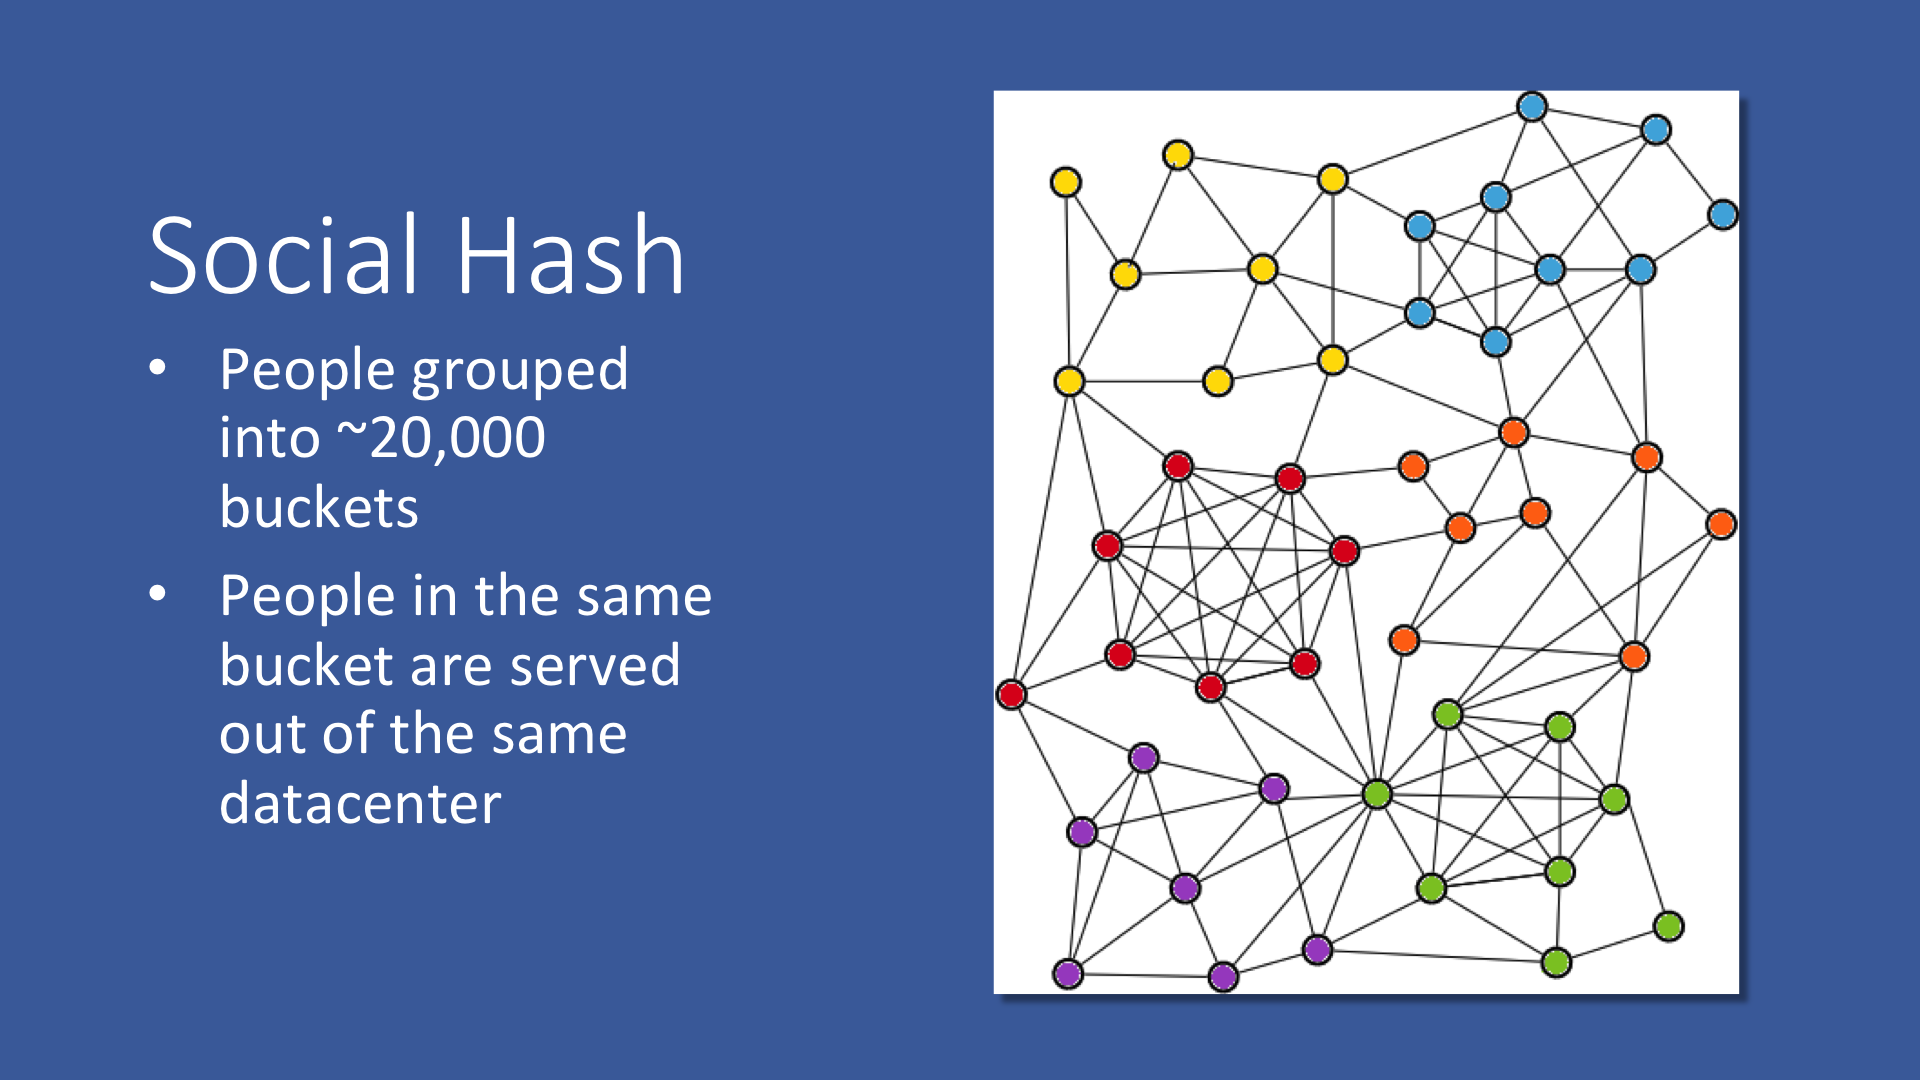 Social Hash
• People grouped
into ~20,000
buckets
• People in the same
bucket are served
out of the same
datacenter